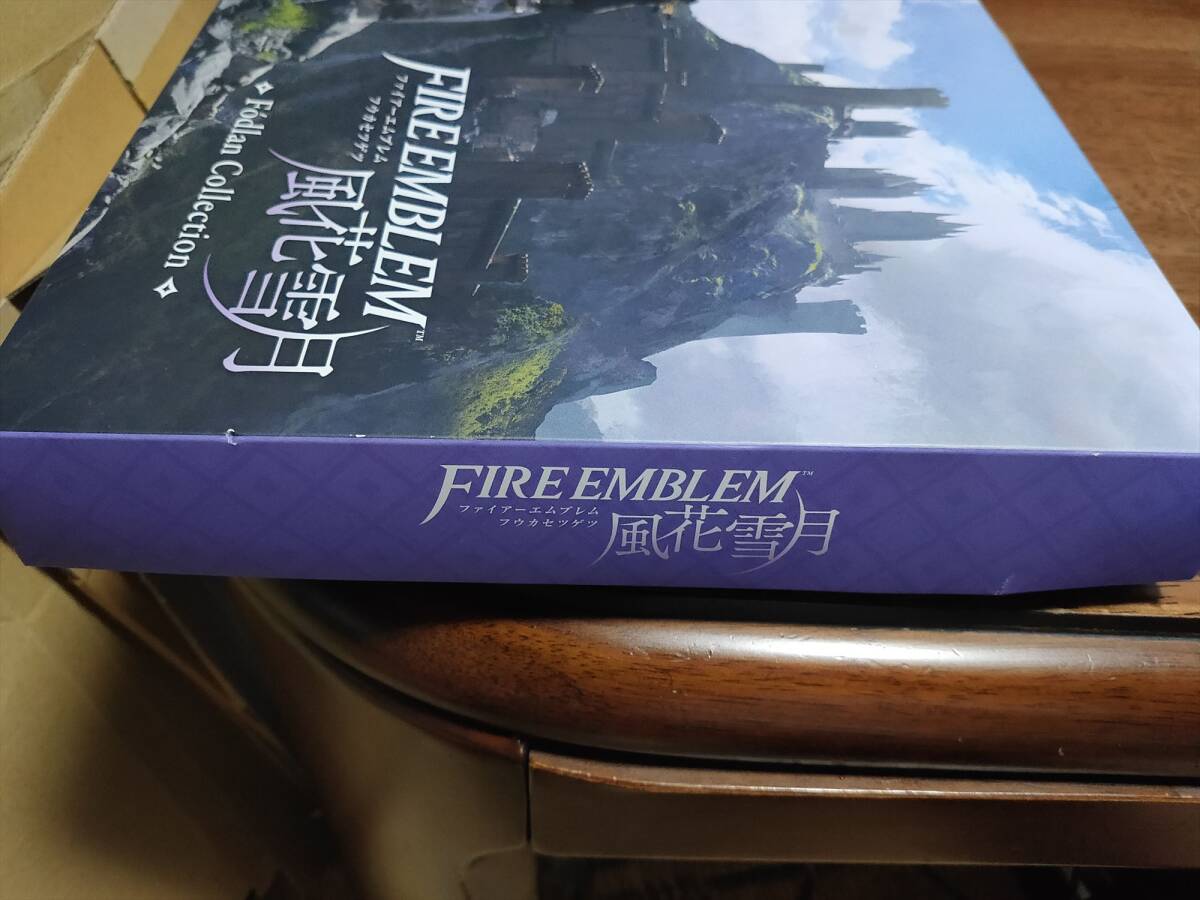 FIRE EMBLEM™
ファイアーエムブレム
フウカセツゲツ
風花雪月
Fódlan Collection
FIRE EMBLEM™
ファイアーエムブレム
フウカセツゲツ
風花雪月